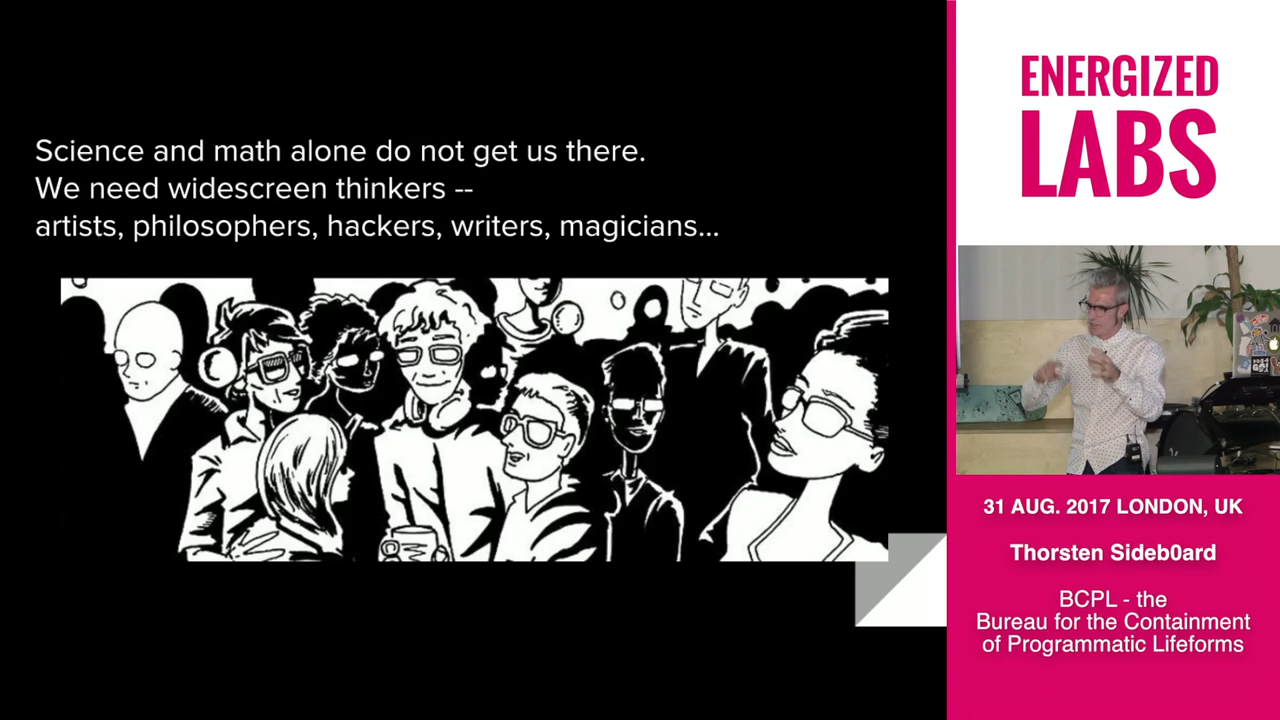 Science and math alone do not get us there.
We need widescreen thinkers --
artists, philosophers, hackers, writers, magicians...
ENERGIZED
LABS
31 AUG. 2017 LONDON, UK
Thorsten Sideb0ard
BCPL - the
Bureau for the Containment
of Programmatic Lifeforms